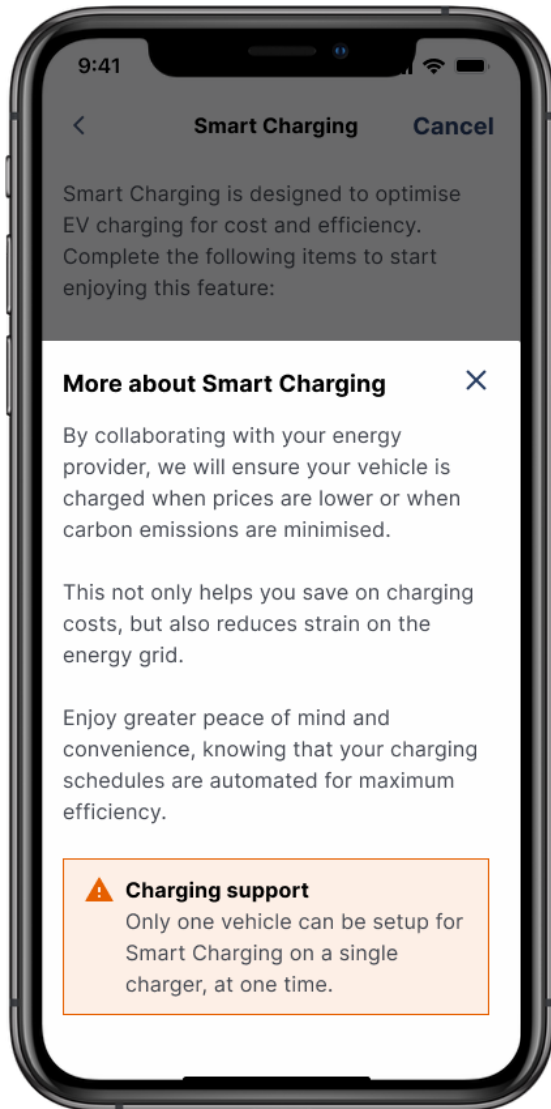 9:41
Smart Charging
Cancel
Smart Charging is designed to optimise
EV charging for cost and efficiency.
Complete the following items to start
enjoying this feature:
More about Smart Charging
By collaborating with your energy
provider, we will ensure your vehicle is
charged when prices are lower or when
carbon emissions are minimised.
This not only helps you save on charging
costs, but also reduces strain on the
energy grid.
Enjoy greater peace of mind and
convenience, knowing that your charging
schedules are automated for maximum
efficiency.
Charging support
Only one vehicle can be setup for
Smart Charging on a single
charger, at one time.